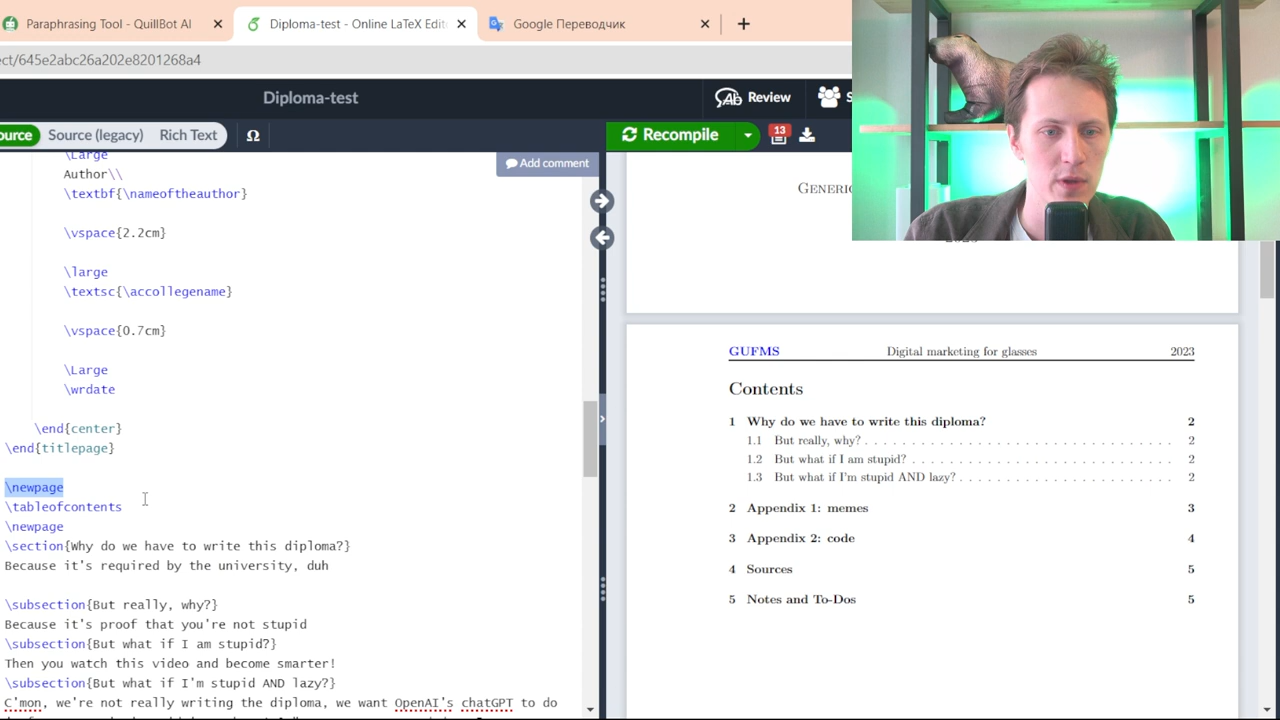 Paraphrasing Tool - QuillBot AI
Diploma-test - Online LaTeX Edit
Google Переводчик
ect/645e2abc26a202e8201268a4
Diploma-test
Review
S
ource
Source (legacy)
Rich Text
Ω
Recompile
13
Add comment
\Large
Author\\
\textbf{\nameoftheauthor}
\vspace{2.2cm}
\large
\textsc{\accollegename}
\vspace{0.7cm}
\Large
\wrdate
\end{center}
\end{titlepage}
\newpage
\tableofcontents
\newpage
\section{Why do we have to write this diploma?}
Because it's required by the university, duh
\subsection{But really, why?}
Because it's proof that you're not stupid
\subsection{But what if I am stupid?}
Then you watch this video and become smarter!
\subsection{But what if I'm stupid AND lazy?}
C'mon, we're not really writing the diploma, we want OpenAI's chatGPT to do
GUFMS Digital marketing for glasses 2023
Contents
1 Why do we have to write this diploma? 2
1.1 But really, why? . . . . . . . . . . . . . . . . . . . . . . . . . . . . . 2
1.2 But what if I am stupid? . . . . . . . . . . . . . . . . . . . . . . . . 2
1.3 But what if I'm stupid AND lazy? . . . . . . . . . . . . . . . . . . . . 2
2 Appendix 1: memes 3
3 Appendix 2: code 4
4 Sources 5
5 Notes and To-Dos 5